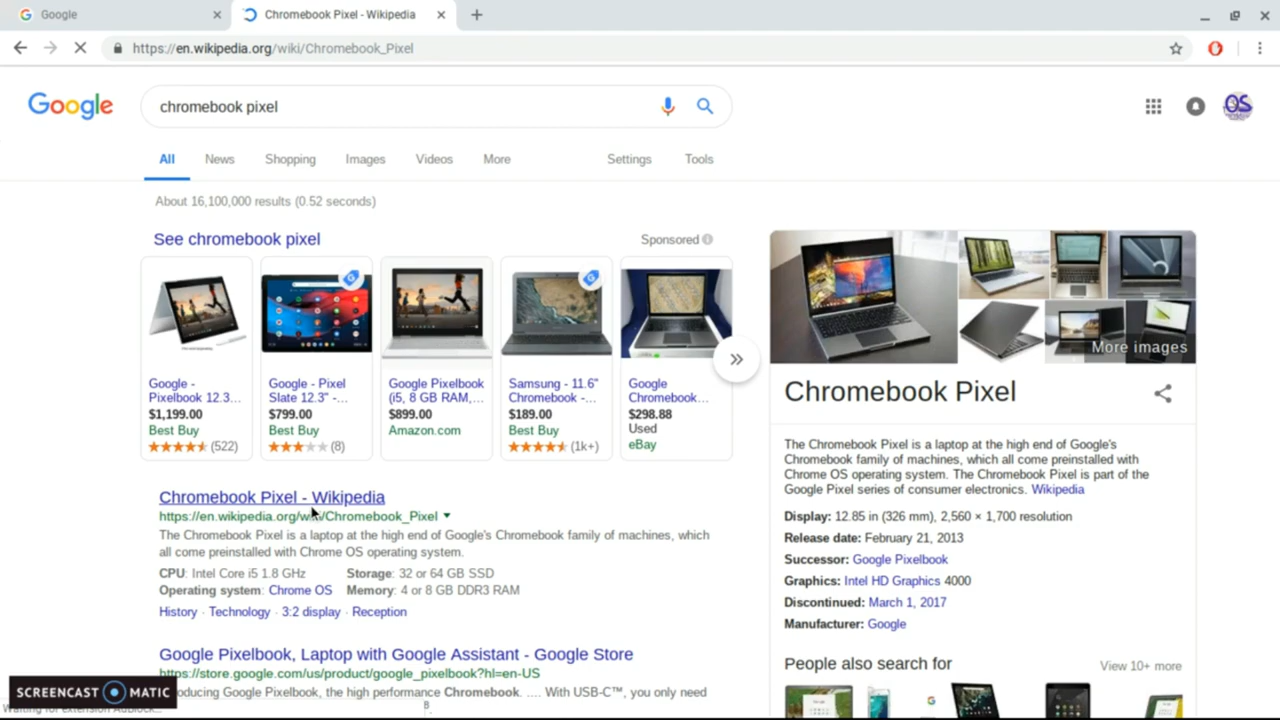 Google
Chromebook Pixel - Wikipedia
https://en.wikipedia.org/wiki/Chromebook_Pixel
Google
chromebook pixel
OS
All
News
Shopping
Images
Videos
More
Settings
Tools
About 16,100,000 results (0.52 seconds)
See chromebook pixel
Sponsored
Google -
Pixelbook 12.3...
$1,199.00
Best Buy
(522)
Google - Pixel
Slate 12.3" -...
$799.00
Best Buy
(8)
Google Pixelbook
(i5, 8 GB RAM,...
$899.00
Amazon.com
Samsung - 11.6"
Chromebook -...
$189.00
Best Buy
(1k+)
Google
Chromebook...
$298.88
Used
eBay
Chromebook Pixel - Wikipedia
https://en.wikipedia.org/wiki/Chromebook_Pixel
The Chromebook Pixel is a laptop at the high end of Google's Chromebook family of machines, which
all come preinstalled with Chrome OS operating system.
CPU: Intel Core i5 1.8 GHz
Storage: 32 or 64 GB SSD
Operating system: Chrome OS
Memory: 4 or 8 GB DDR3 RAM
History · Technology · 3:2 display · Reception
Google Pixelbook, Laptop with Google Assistant - Google Store
https://store.google.com/us/product/google_pixelbook?hl=en-US
oducing Google Pixelbook, the high performance Chromebook. .... With USB-C™, you only need
More images
Chromebook Pixel
The Chromebook Pixel is a laptop at the high end of Google's
Chromebook family of machines, which all come preinstalled with
Chrome OS operating system. The Chromebook Pixel is part of the
Google Pixel series of consumer electronics. Wikipedia
Display: 12.85 in (326 mm), 2,560 × 1,700 resolution
Release date: February 21, 2013
Successor: Google Pixelbook
Graphics: Intel HD Graphics 4000
Discontinued: March 1, 2017
Manufacturer: Google
People also search for
View 10+ more
SCREENCAST MATIC
Waiting for extension AdBlock...